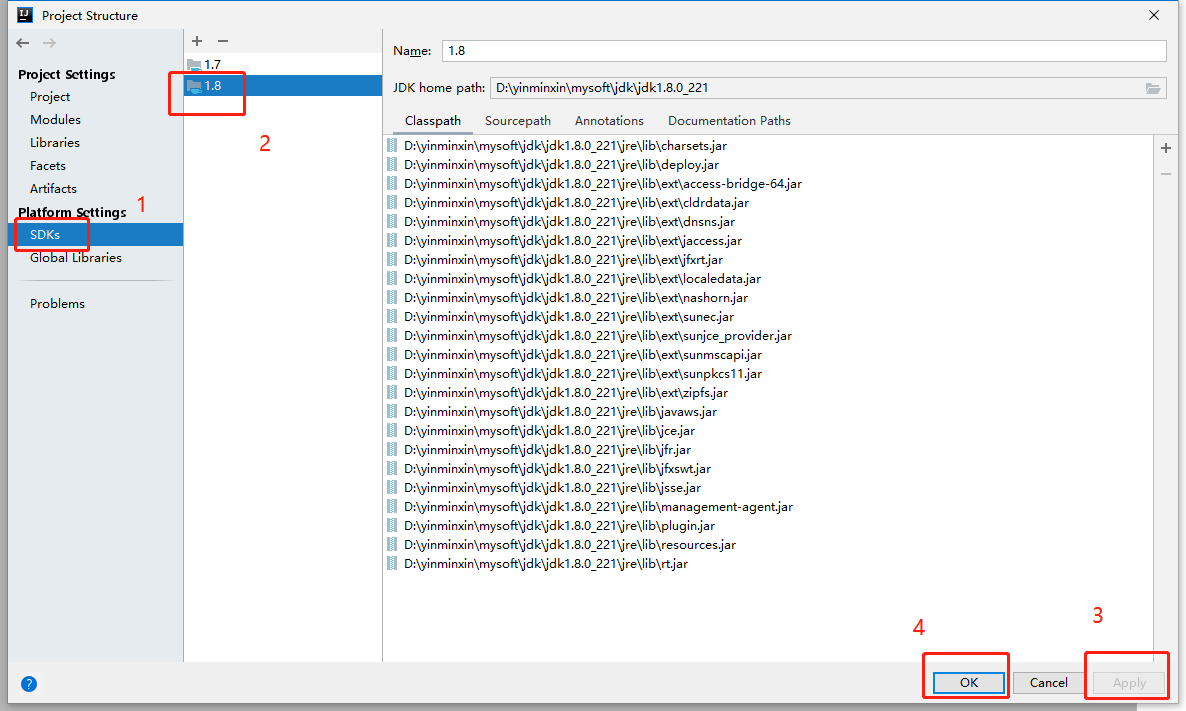 IJ
Project Structure
Project Settings
Project
Modules
Libraries
Facets
Artifacts
Platform Settings
1
SDKs
Global Libraries
Problems
1.7
1.8
2
Name: 1.8
JDK home path: D:\yinminxin\mysoft\jdk\jdk1.8.0_221
Classpath Sourcepath Annotations Documentation Paths
D:\yinminxin\mysoft\jdk\jdk1.8.0_221\jre\lib\charsets.jar
D:\yinminxin\mysoft\jdk\jdk1.8.0_221\jre\lib\deploy.jar
D:\yinminxin\mysoft\jdk\jdk1.8.0_221\jre\lib\ext\access-bridge-64.jar
D:\yinminxin\mysoft\jdk\jdk1.8.0_221\jre\lib\ext\cldrdata.jar
D:\yinminxin\mysoft\jdk\jdk1.8.0_221\jre\lib\ext\dnsns.jar
D:\yinminxin\mysoft\jdk\jdk1.8.0_221\jre\lib\ext\jaccess.jar
D:\yinminxin\mysoft\jdk\jdk1.8.0_221\jre\lib\ext\jfxrt.jar
D:\yinminxin\mysoft\jdk\jdk1.8.0_221\jre\lib\ext\localedata.jar
D:\yinminxin\mysoft\jdk\jdk1.8.0_221\jre\lib\ext\nashorn.jar
D:\yinminxin\mysoft\jdk\jdk1.8.0_221\jre\lib\ext\sunec.jar
D:\yinminxin\mysoft\jdk\jdk1.8.0_221\jre\lib\ext\sunjce_provider.jar
D:\yinminxin\mysoft\jdk\jdk1.8.0_221\jre\lib\ext\sunmscapi.jar
D:\yinminxin\mysoft\jdk\jdk1.8.0_221\jre\lib\ext\sunpkcs11.jar
D:\yinminxin\mysoft\jdk\jdk1.8.0_221\jre\lib\ext\zipfs.jar
D:\yinminxin\mysoft\jdk\jdk1.8.0_221\jre\lib\javaws.jar
D:\yinminxin\mysoft\jdk\jdk1.8.0_221\jre\lib\jce.jar
D:\yinminxin\mysoft\jdk\jdk1.8.0_221\jre\lib\jfr.jar
D:\yinminxin\mysoft\jdk\jdk1.8.0_221\jre\lib\jfxswt.jar
D:\yinminxin\mysoft\jdk\jdk1.8.0_221\jre\lib\jsse.jar
D:\yinminxin\mysoft\jdk\jdk1.8.0_221\jre\lib\management-agent.jar
D:\yinminxin\mysoft\jdk\jdk1.8.0_221\jre\lib\plugin.jar
D:\yinminxin\mysoft\jdk\jdk1.8.0_221\jre\lib\resources.jar
D:\yinminxin\mysoft\jdk\jdk1.8.0_221\jre\lib\rt.jar
4 3
? OK Cancel Apply